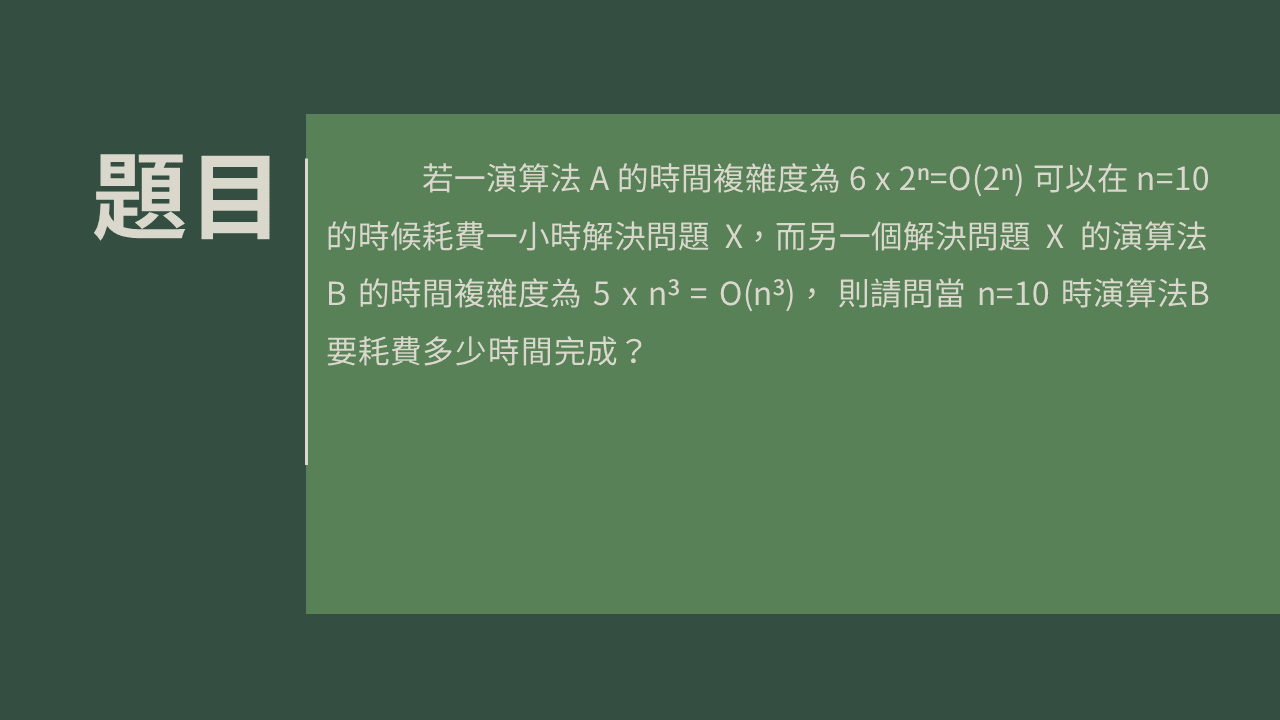 題目
若一演算法 A 的時間複雜度為 6 x 2ⁿ=O(2ⁿ) 可以在 n=10
的時候耗費一小時解決問題 X，而另一個解決問題 X 的演算法
B 的時間複雜度為 5 x n³ = O(n³)， 則請問當 n=10 時演算法B
要耗費多少時間完成？